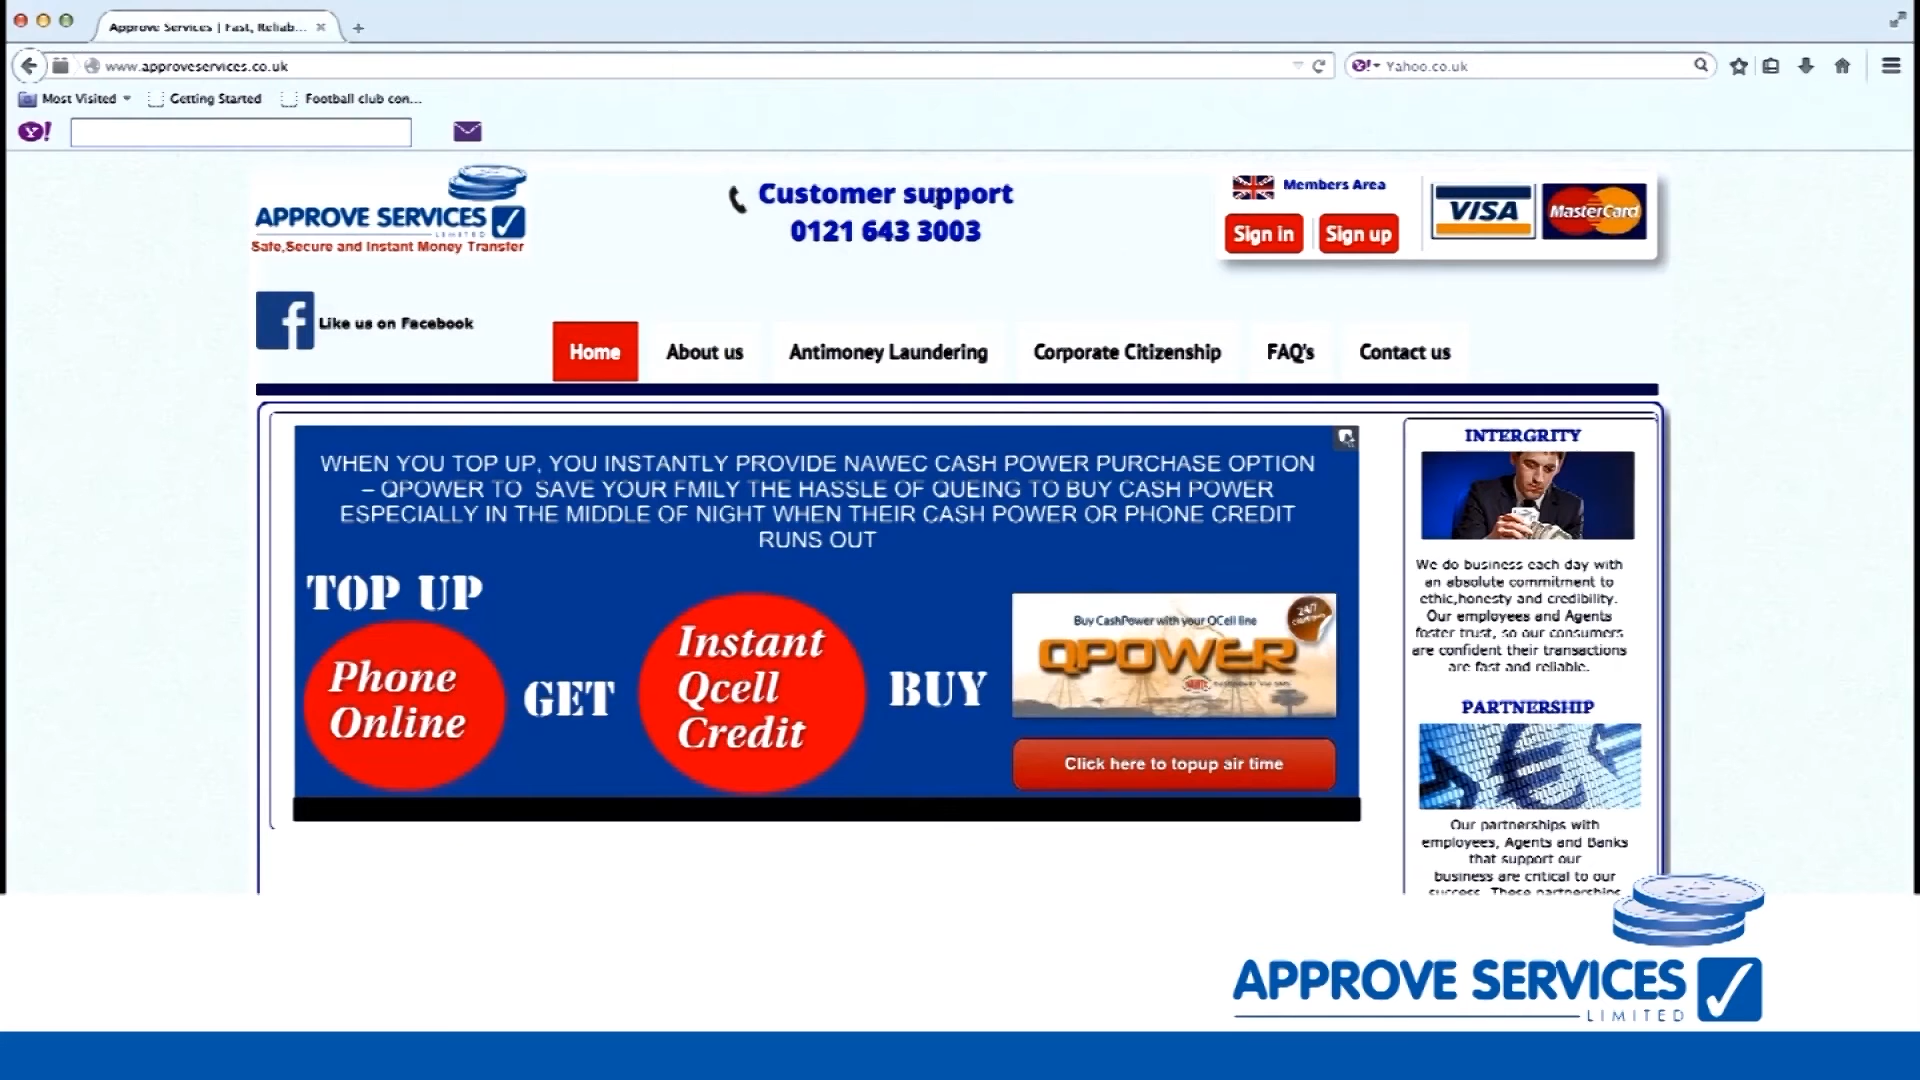 Approve Services | Fast, Reliab...
www.approveservices.co.uk
Yahoo.co.uk
Most Visited
Getting Started
Football club con...
Y!
APPROVE SERVICES
LIMITED
Safe,Secure and Instant Money Transfer
Customer support
0121 643 3003
Members Area
Sign in
Sign up
VISA
MasterCard
Like us on Facebook
Home
About us
Antimoney Laundering
Corporate Citizenship
FAQ's
Contact us
WHEN YOU TOP UP, YOU INSTANTLY PROVIDE NAWEC CASH POWER PURCHASE OPTION
– QPOWER TO SAVE YOUR FMILY THE HASSLE OF QUEING TO BUY CASH POWER
ESPECIALLY IN THE MIDDLE OF NIGHT WHEN THEIR CASH POWER OR PHONE CREDIT
RUNS OUT
TOP UP
Phone
Online
GET
Instant
Qcell
Credit
BUY
Buy CashPower with your QCell line
24/7
QPOWER
Click here to topup air time
INTERGRITY
We do business each day with
an absolute commitment to
ethic,honesty and credibility.
Our employees and Agents
foster trust, so our consumers
are confident their transactions
are fast and reliable.
PARTNERSHIP
Our partnerships with
employees, Agents and Banks
that support our
business are critical to our
success. These partnerships
APPROVE SERVICES
LIMITED